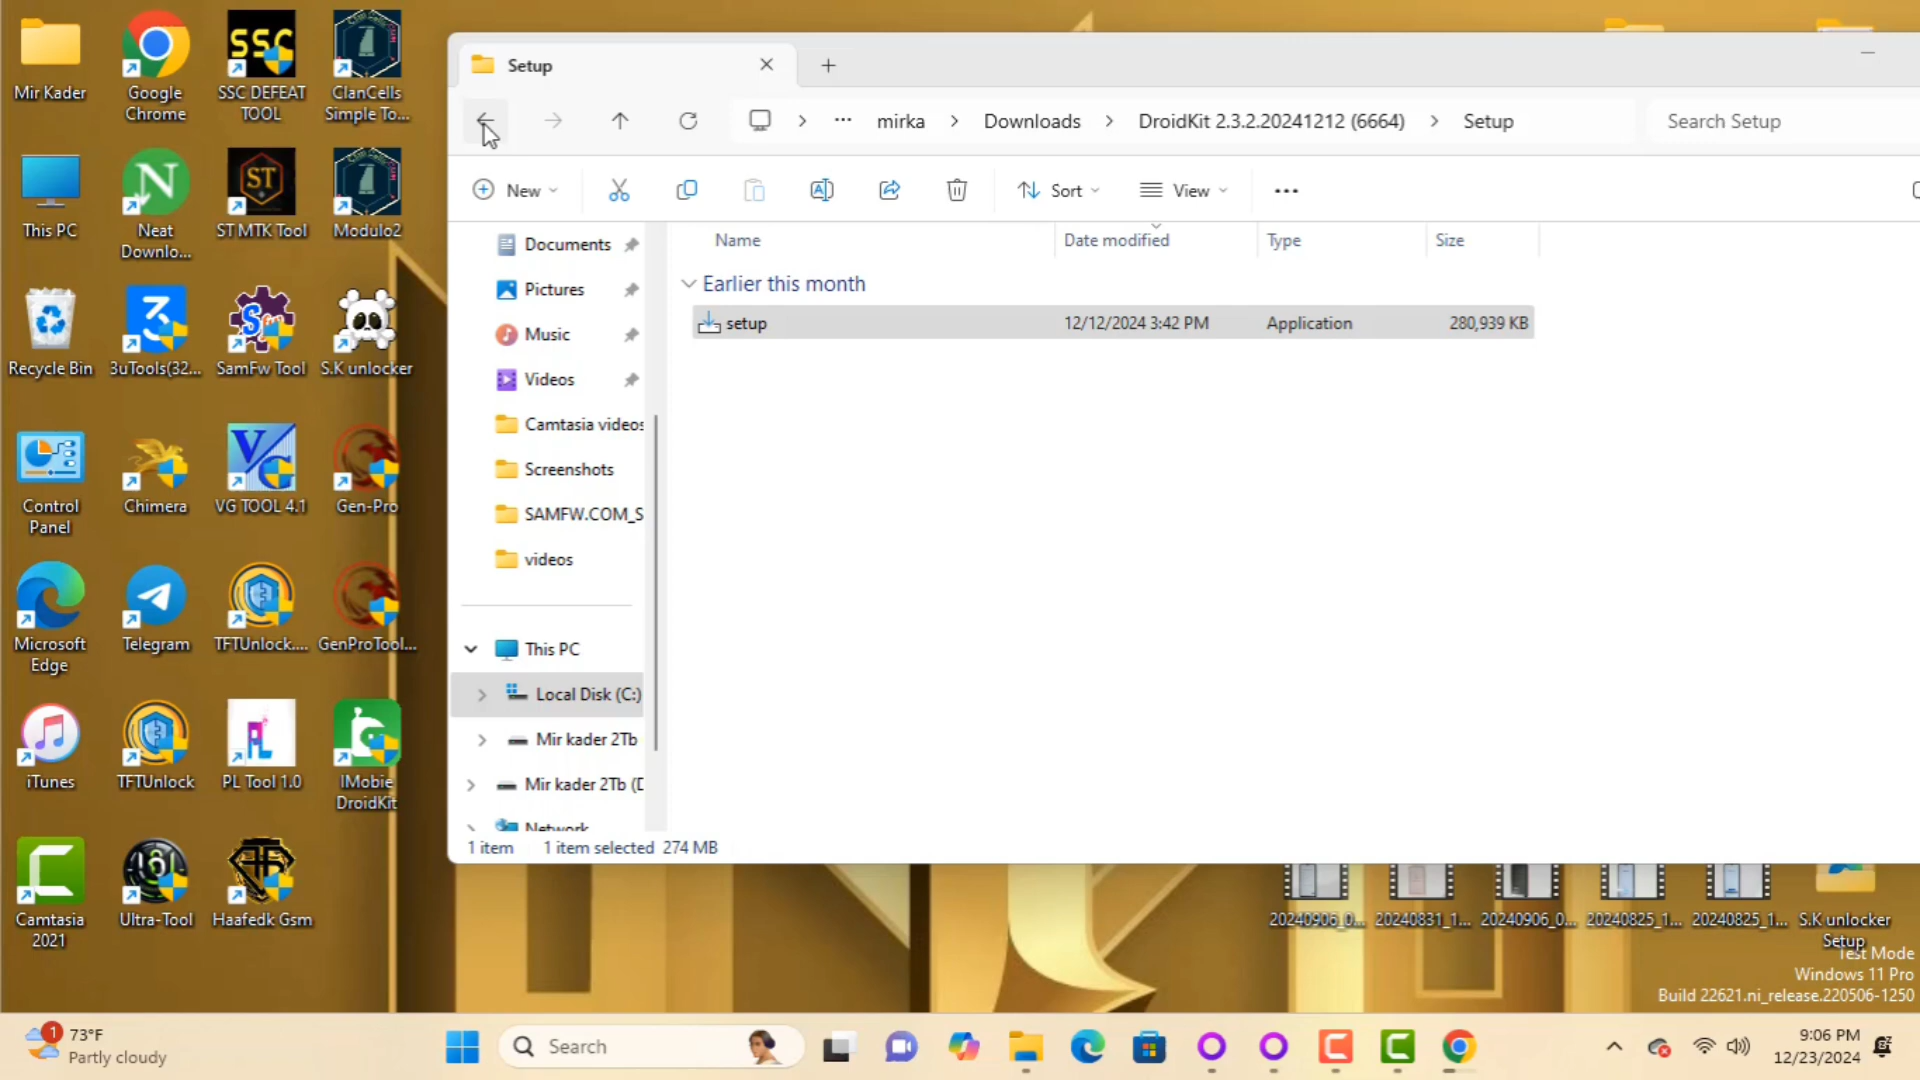 Mir Kader
Google
Chrome
SSC DEFEAT
TOOL
ClanCells
Simple To...
This PC
Neat
Downlo...
ST MTK Tool
Modulo2
Recycle Bin
3uTools(32...
SamFw Tool
S.K unlocker
Control
Panel
Chimera
VG TOOL 4.1
Gen-Pro
Microsoft
Edge
Telegram
TFTUnlock....
GenProTool...
iTunes
TFTUnlock
PL Tool 1.0
IMobie
DroidKit
Camtasia
2021
Ultra-Tool
Haafedk Gsm
SSC
ST
VG
PL
Setup
mirka
Downloads
DroidKit 2.3.2.20241212 (6664)
Setup
Search Setup
New
Sort
View
Documents
Pictures
Music
Videos
Camtasia videos
Screenshots
SAMFW.COM_S
videos
This PC
Local Disk (C:)
Mir kader 2Tb
Mir kader 2Tb (D
Network
Name
Date modified
Type
Size
Earlier this month
setup
12/12/2024 3:42 PM
Application
280,939 KB
1 item
1 item selected
274 MB
20240906_0...
20240831_1...
20240906_0...
20240825_1...
20240825_1...
S.K unlocker
Setup
Test Mode
Windows 11 Pro
Build 22621.ni_release.220506-1250
1
73°F
Partly cloudy
Search
9:06 PM
12/23/2024